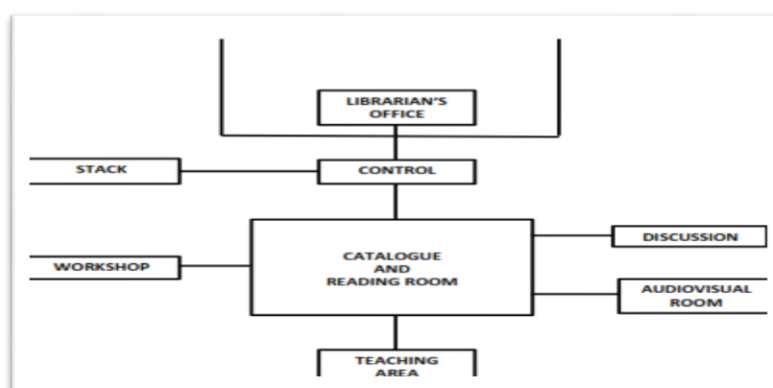 LIBRARIAN'S
OFFICE
STACK
CONTROL
CATALOGUE
AND
READING ROOM
DISCUSSION
WORKSHOP
AUDIOVISUAL
ROOM
TEACHING
AREA